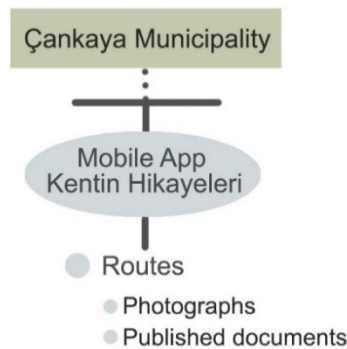 Çankaya Municipality
Mobile App
Kentin Hikayeleri
Routes
Photographs
Published documents